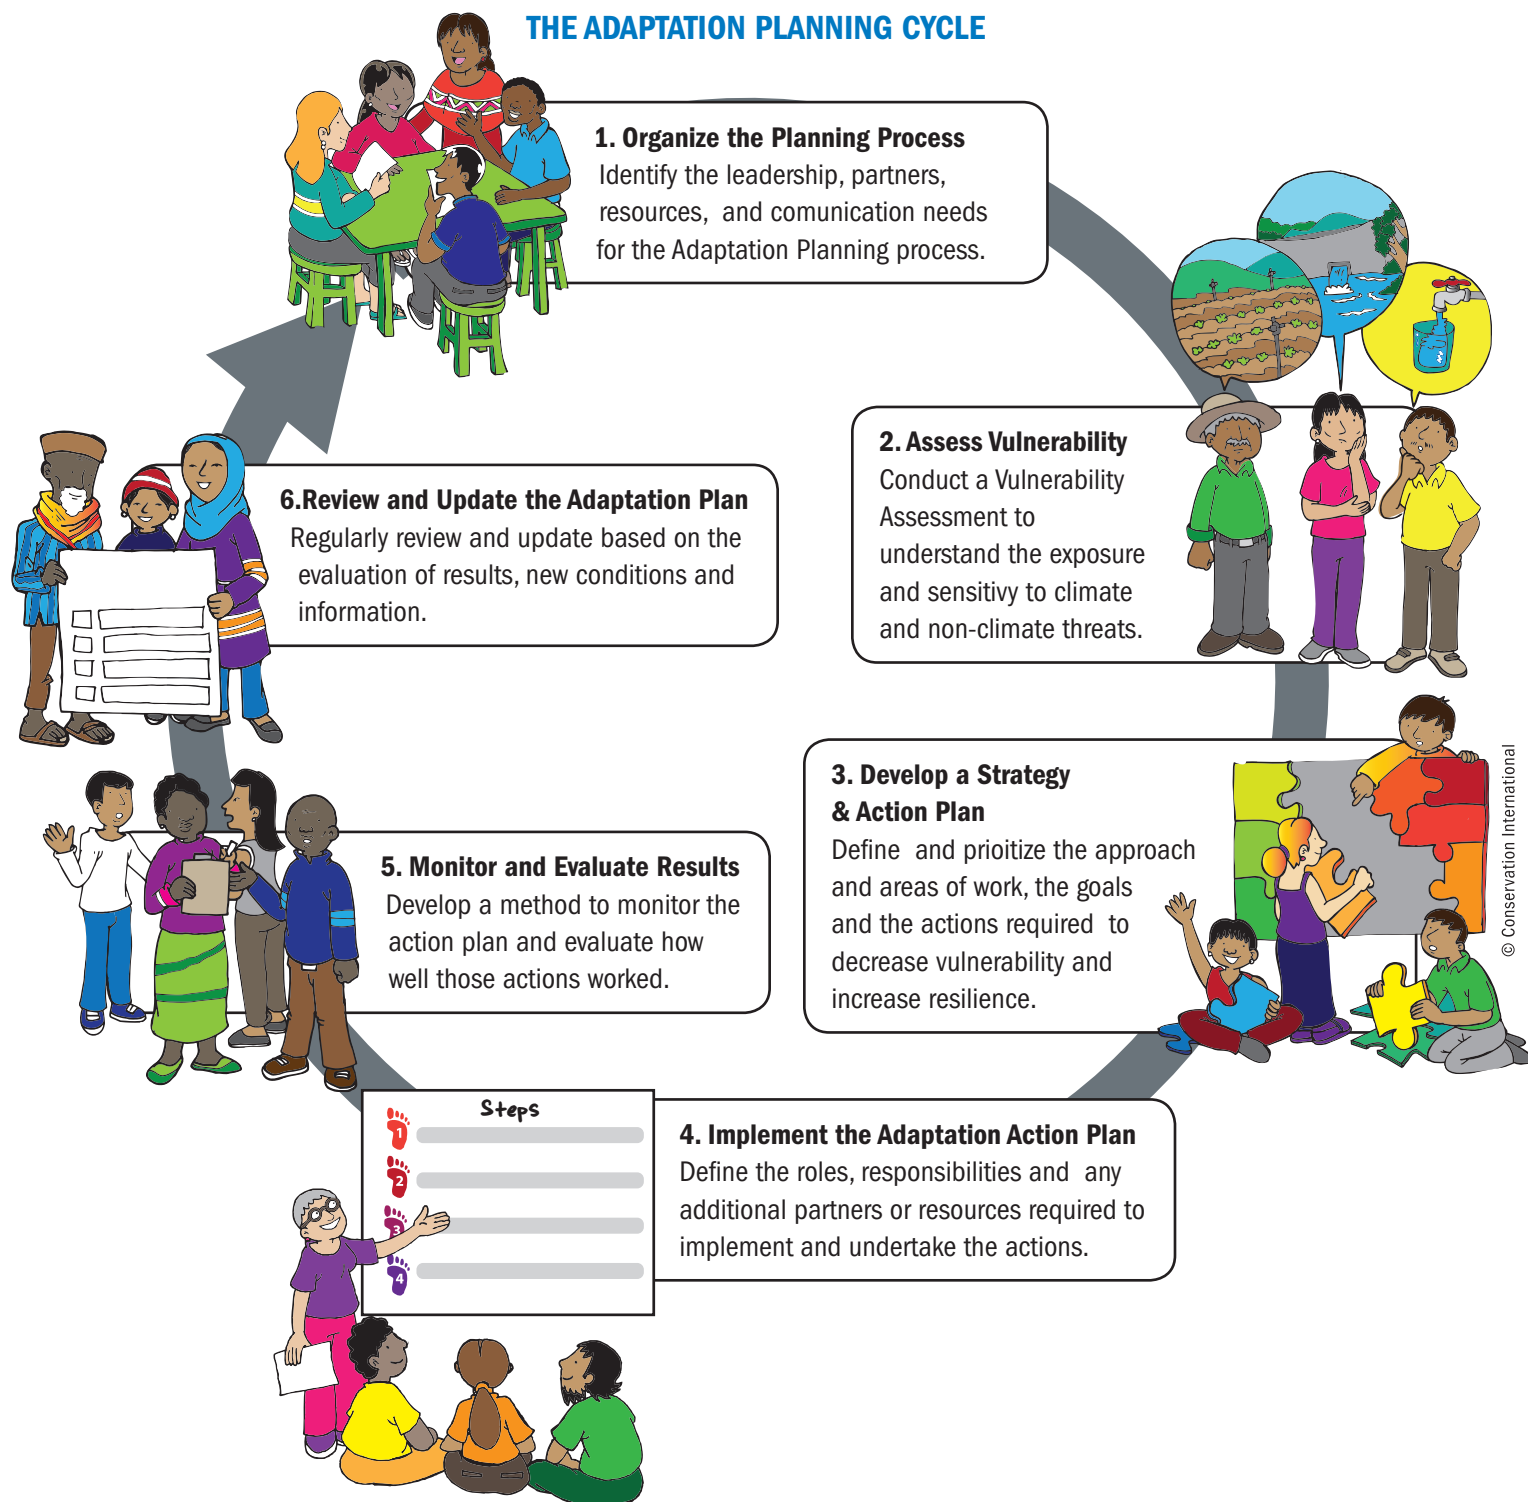 THE ADAPTATION PLANNING CYCLE
1. Organize the Planning Process
Identify the leadership, partners,
resources, and comunication needs
for the Adaptation Planning process.
2. Assess Vulnerability
Conduct a Vulnerability
Assessment to
understand the exposure
and sensitivy to climate
and non-climate threats.
3. Develop a Strategy
& Action Plan
Define and prioitize the approach
and areas of work, the goals
and the actions required to
decrease vulnerability and
increase resilience.
4. Implement the Adaptation Action Plan
Define the roles, responsibilities and any
additional partners or resources required to
implement and undertake the actions.
Steps
1
2
3
4
5. Monitor and Evaluate Results
Develop a method to monitor the
action plan and evaluate how
well those actions worked.
6.Review and Update the Adaptation Plan
Regularly review and update based on the
evaluation of results, new conditions and
information.
© Conservation International